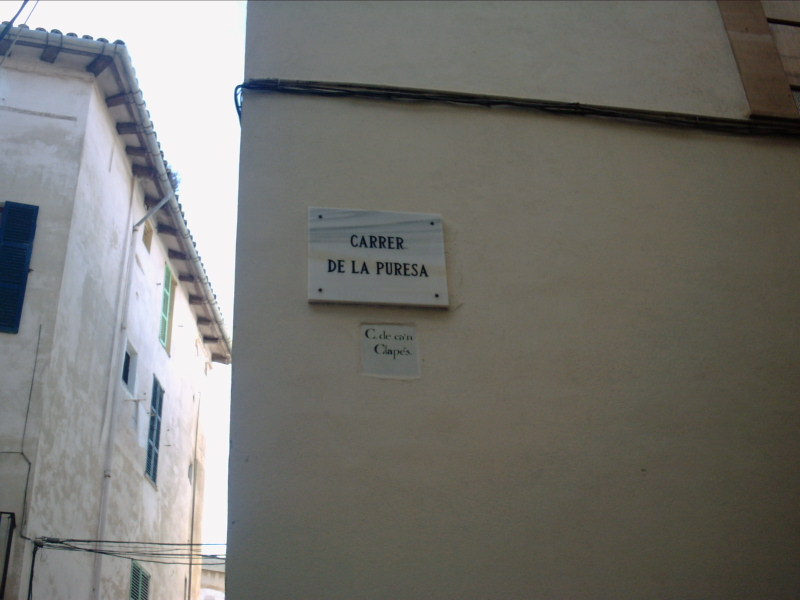 CARRER
DE LA PURESA
C. de can
Clapés.